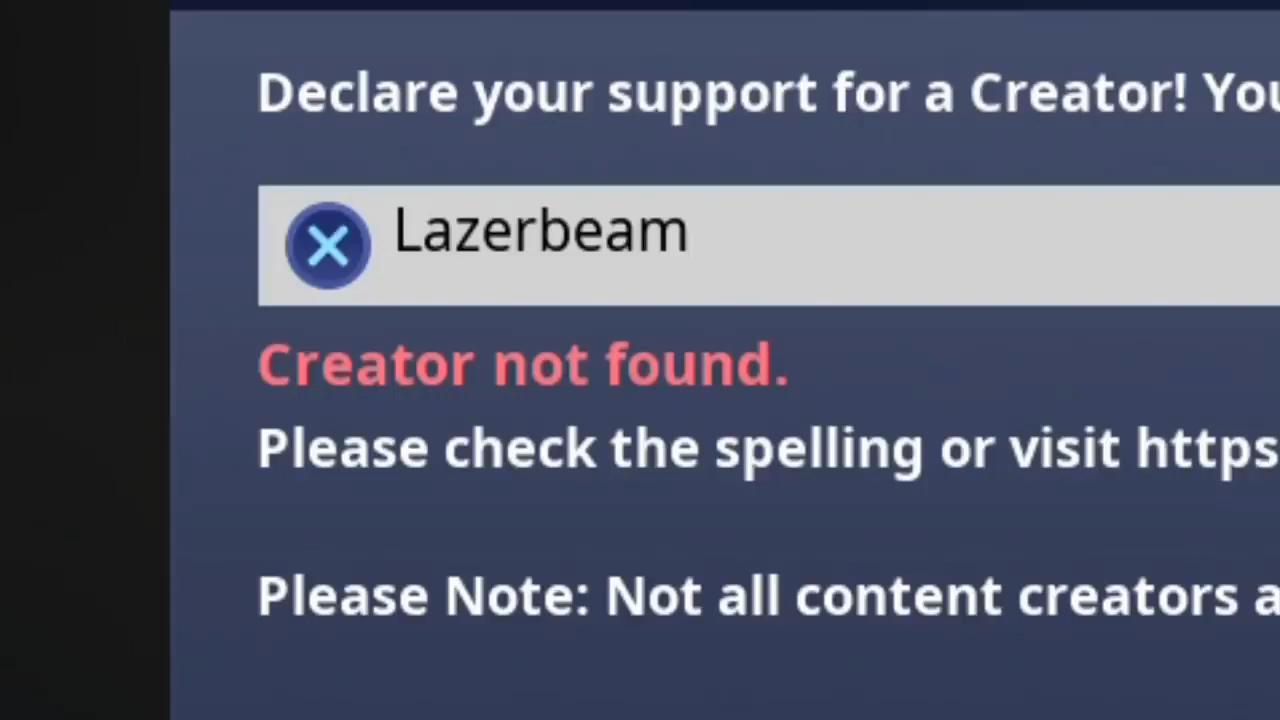 Declare your support for a Creator! You
Lazerbeam
Creator not found.
Please check the spelling or visit https
Please Note: Not all content creators a